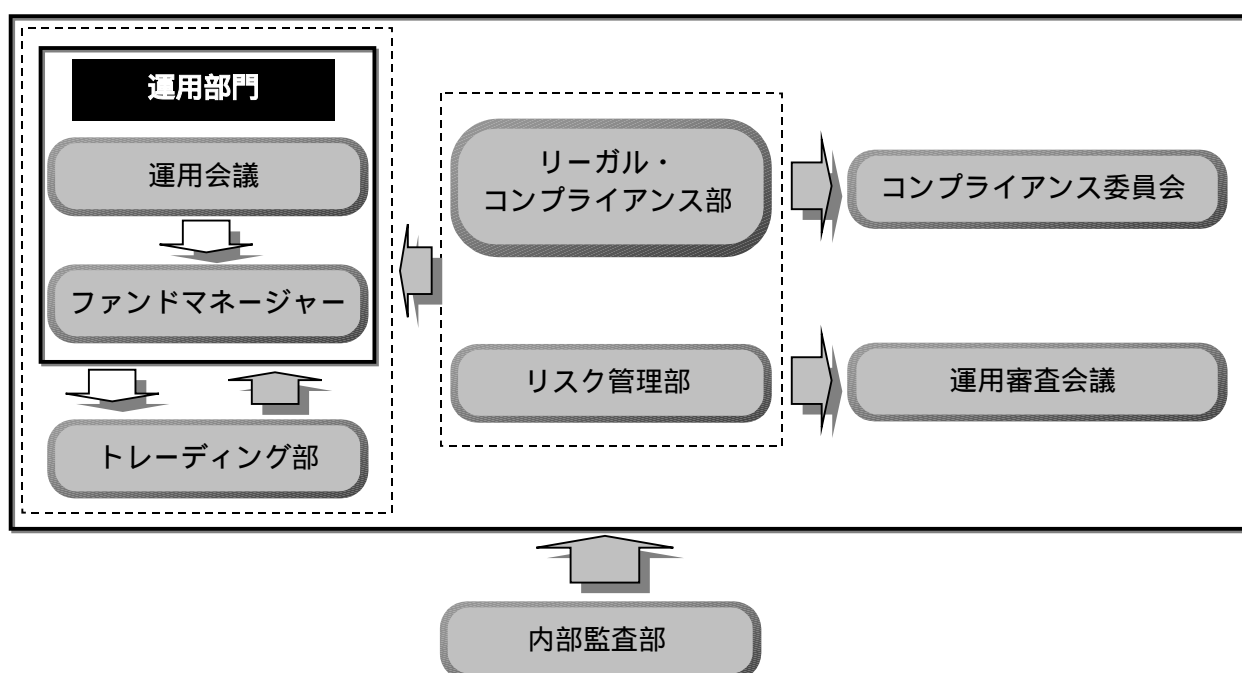 運用部門
運用会議
ファンドマネージャー
トレーディング部
リーガル・
コンプライアンス部
リスク管理部
コンプライアンス委員会
運用審査会議
内部監査部